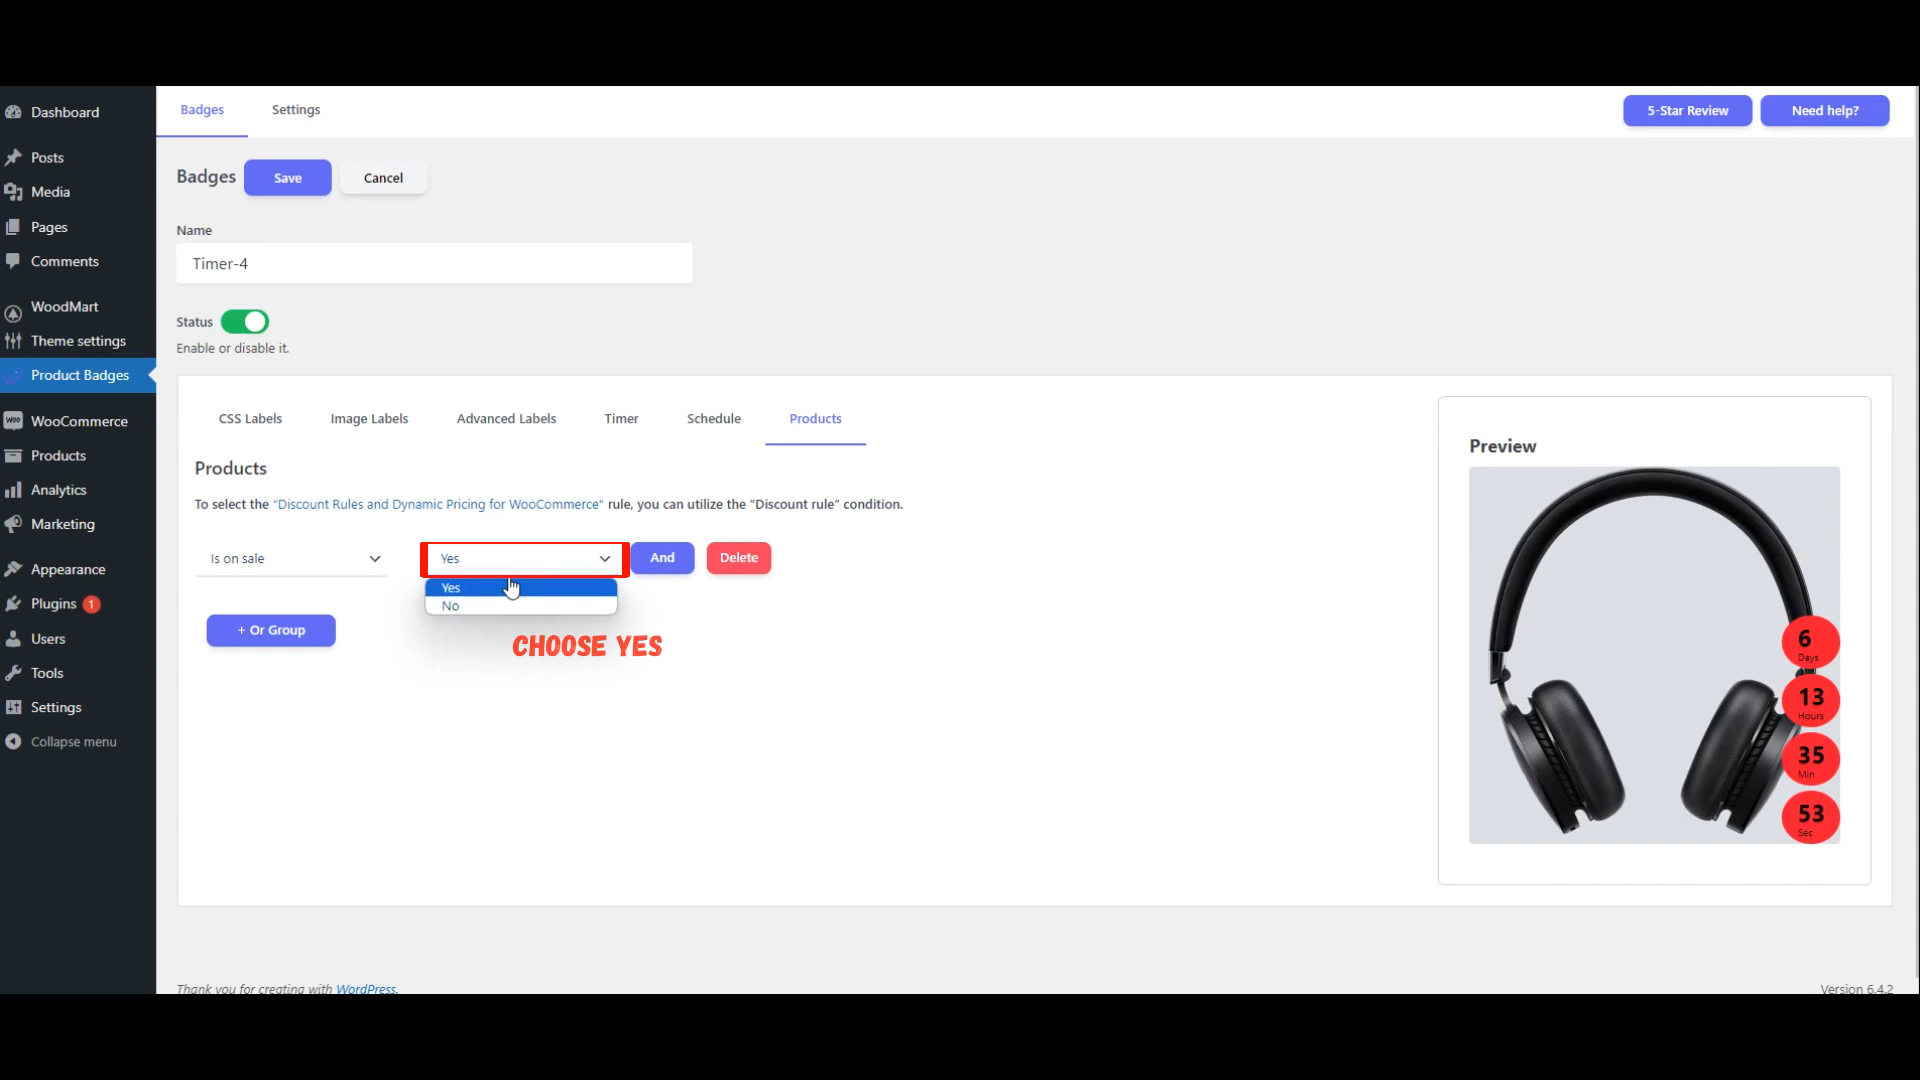 Badges
Settings
5-Star Review
Need help?
Dashboard
Posts
Media
Pages
Comments
WoodMart
Theme settings
Product Badges
WooCommerce
Products
Analytics
Marketing
Appearance
Plugins 1
Users
Tools
Settings
Collapse menu
Badges
Save
Cancel
Name
Timer-4
Status
Enable or disable it.
CSS Labels
Image Labels
Advanced Labels
Timer
Schedule
Products
Products
To select the "Discount Rules and Dynamic Pricing for WooCommerce" rule, you can utilize the "Discount rule" condition.
Is on sale
Yes
And
Delete
Yes
No
+ Or Group
CHOOSE YES
Preview
6
Days
13
Hours
35
Min
53
Sec
Thank you for creating with WordPress.
Version 6.4.2